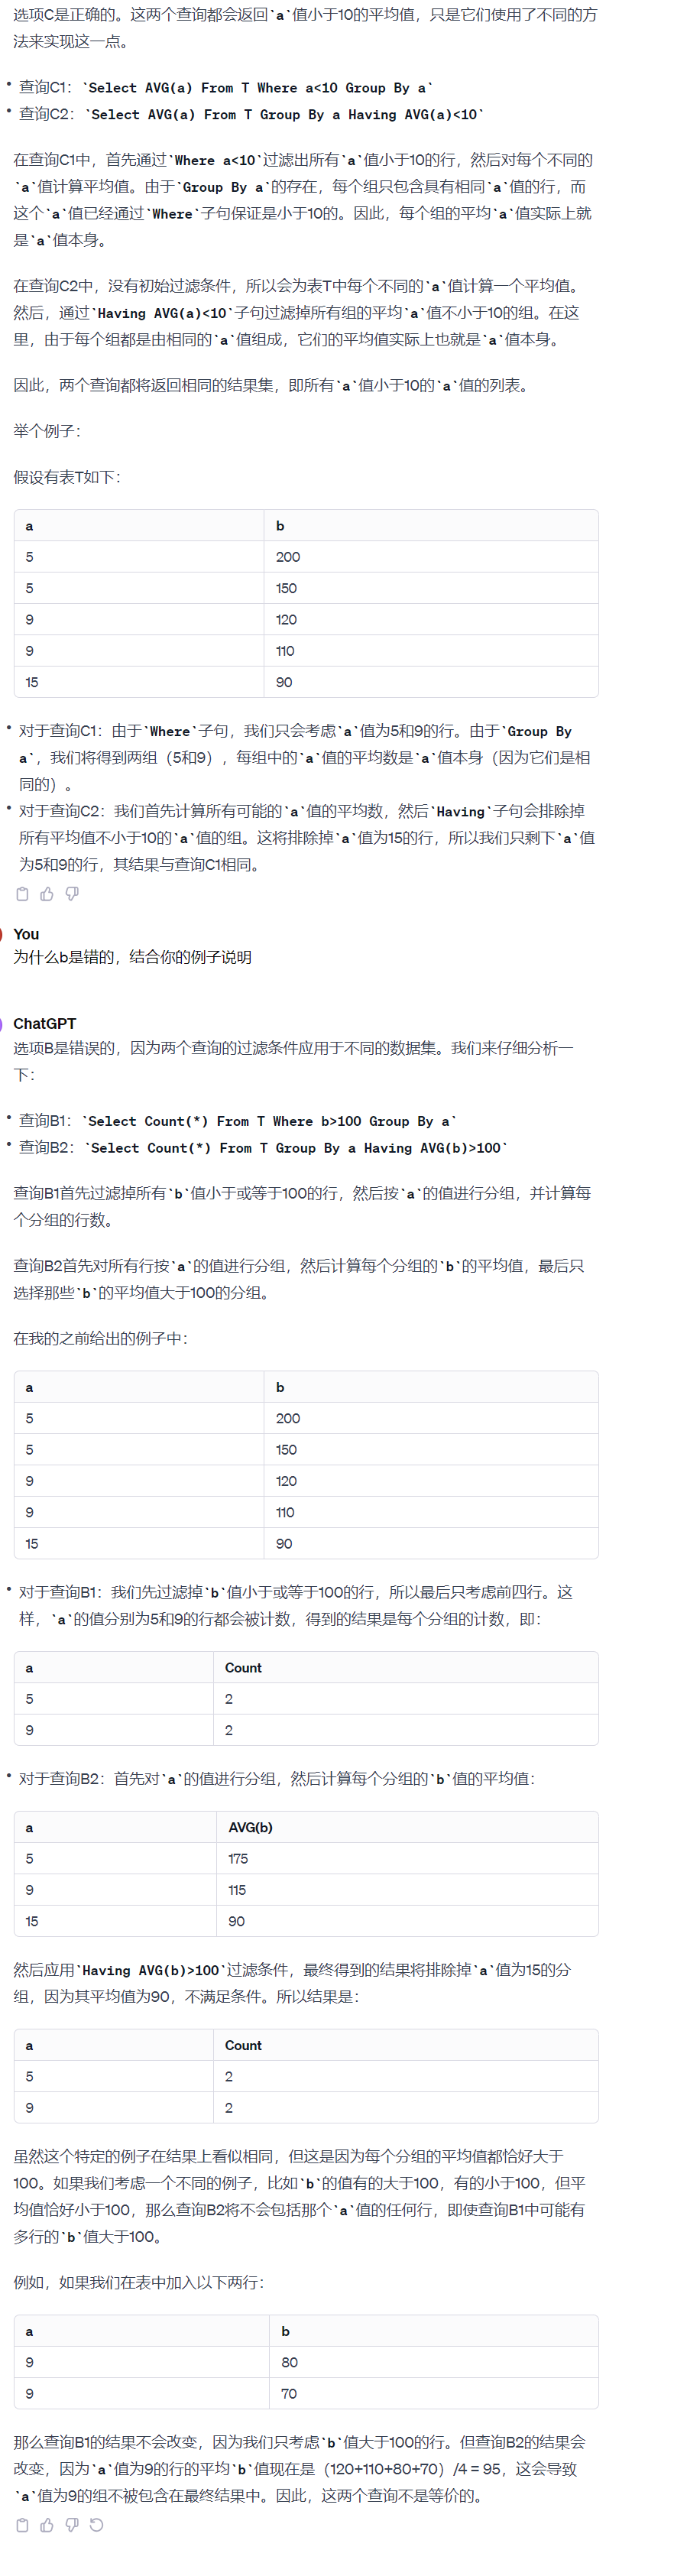 选项C是正确的。这两个查询都会返回`a`值小于10的平均值，只是它们使用了不同的方
法来实现这一点。
• 查询C1：`Select AVG(a) From T Where a<10 Group By a`
• 查询C2：`Select AVG(a) From T Group By a Having AVG(a)<10`
在查询C1中，首先通过`Where a<10`过滤出所有`a`值小于10的行，然后对每个不同的
`a`值计算平均值。由于`Group By a`的存在，每个组只包含具有相同`a`值的行，而
这个`a`值已经通过`Where`子句保证是小于10的。因此，每个组的平均`a`值实际上就
是`a`值本身。
在查询C2中，没有初始过滤条件，所以会为表T中每个不同的`a`值计算一个平均值。
然后，通过`Having AVG(a)<10`子句过滤掉所有组的平均`a`值不小于10的组。在这
里，由于每个组都是由相同的`a`值组成，它们的平均值实际上也就是`a`值本身。
因此，两个查询都将返回相同的结果集，即所有`a`值小于10的`a`值的列表。
举个例子：
假设有表T如下：
a b
5 200
5 150
9 120
9 110
15 90
• 对于查询C1：由于`Where`子句，我们只会考虑`a`值为5和9的行。由于`Group By
a`，我们将得到两组（5和9），每组中的`a`值的平均数是`a`值本身（因为它们是相
同的）。
• 对于查询C2：我们首先计算所有可能的`a`值的平均数，然后`Having`子句会排除掉
所有平均值不小于10的`a`值的组。这将排除掉`a`值为15的行，所以我们只剩下`a`值
为5和9的行，其结果与查询C1相同。
You
为什么b是错的，结合你的例子说明
ChatGPT
选项B是错误的，因为两个查询的过滤条件应用于不同的数据集。我们来仔细分析一
下：
• 查询B1：`Select Count(*) From T Where b>100 Group By a`
• 查询B2：`Select Count(*) From T Group By a Having AVG(b)>100`
查询B1首先过滤掉所有`b`值小于或等于100的行，然后按`a`的值进行分组，并计算每
个分组的行数。
查询B2首先对所有行按`a`的值进行分组，然后计算每个分组的`b`的平均值，最后只
选择那些`b`的平均值大于100的分组。
在我的之前给出的例子中：
a b
5 200
5 150
9 120
9 110
15 90
• 对于查询B1：我们先过滤掉`b`值小于或等于100的行，所以最后只考虑前四行。这
样，`a`的值分别为5和9的行都会被计数，得到的结果是每个分组的计数，即：
a Count
5 2
9 2
• 对于查询B2：首先对`a`的值进行分组，然后计算每个分组的`b`值的平均值：
a AVG(b)
5 175
9 115
15 90
然后应用`Having AVG(b)>100`过滤条件，最终得到的结果将排除掉`a`值为15的分
组，因为其平均值为90，不满足条件。所以结果是：
a Count
5 2
9 2
虽然这个特定的例子在结果上看似相同，但这是因为每个分组的平均值都恰好大于
100。如果我们考虑一个不同的例子，比如`b`的值有的大于100，有的小于100，但平
均值恰好小于100，那么查询B2将不会包括那个`a`值的任何行，即使查询B1中可能有
多行的`b`值大于100。
例如，如果我们在表中加入以下两行：
a b
9 80
9 70
那么查询B1的结果不会改变，因为我们只考虑`b`值大于100的行。但查询B2的结果会
改变，因为`a`值为9的行的平均`b`值现在是（120+110+80+70）/4 = 95，这会导致
`a`值为9的组不被包含在最终结果中。因此，这两个查询不是等价的。